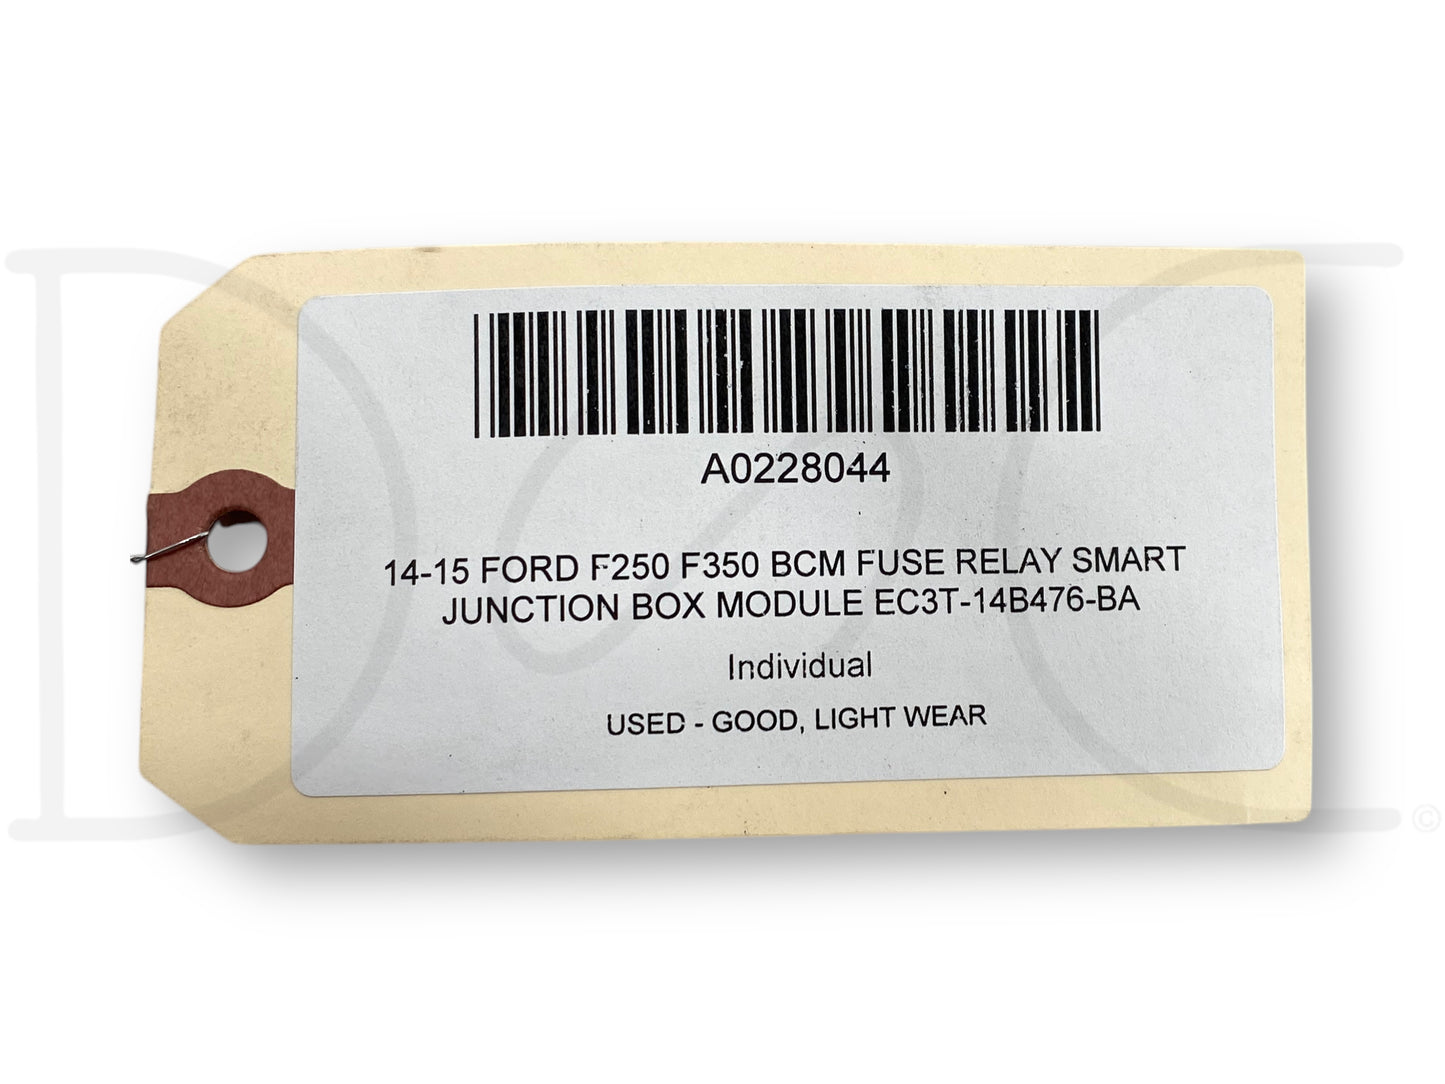 A0228044
14-15 FORD F250 F350 BCM FUSE RELAY SMART
JUNCTION BOX MODULE EC3T-14B476-BA
Individual
USED - GOOD, LIGHT WEAR
D C ©